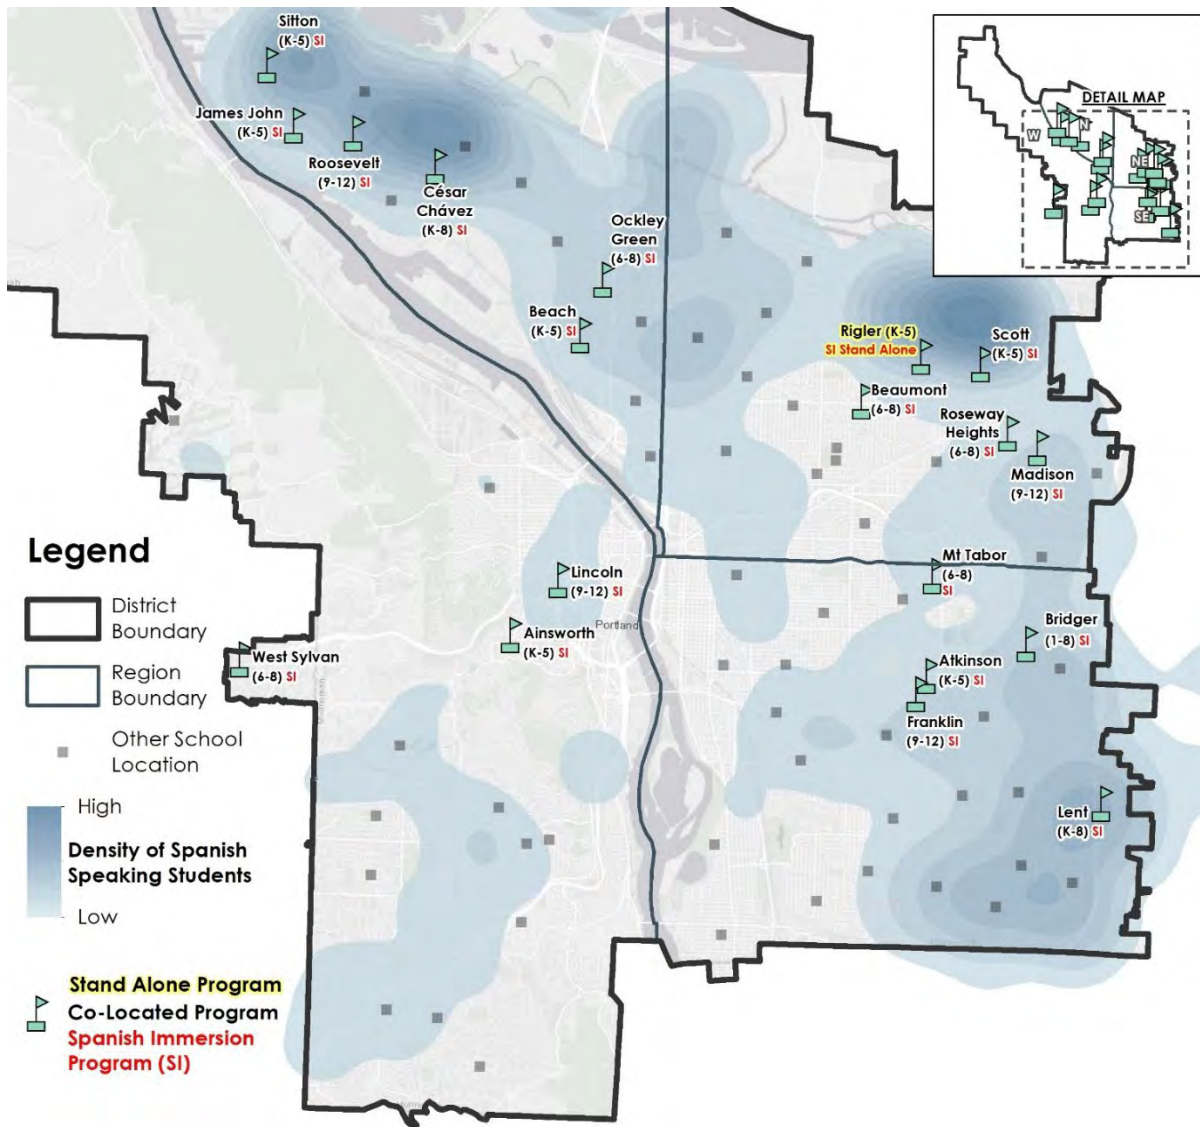 Sitton
(K-5) SI
James John
(K-5) SI
Roosevelt
(9-12) SI
César
Chávez
(K-8) SI
Ockley
Green
(6-8) SI
Beach
(K-5) SI
Rigler (K-5)
SI Stand Alone
Scott
(K-5) SI
Beaumont
(6-8) SI
Roseway
Heights
(6-8) SI
Madison
(9-12) SI
DETAIL MAP
W
N
NE
SE
Mt Tabor
(6-8)
SI
Lincoln
(9-12) SI
Portland
Ainsworth
(K-5) SI
West Sylvan
(6-8) SI
Bridger
(1-8) SI
Atkinson
(K-5) SI
Franklin
(9-12) SI
Lent
(K-8) SI
Legend
District
Boundary
Region
Boundary
Other School
Location
High
Density of Spanish
Speaking Students
Low
Stand Alone Program
Co-Located Program
Spanish Immersion
Program (SI)